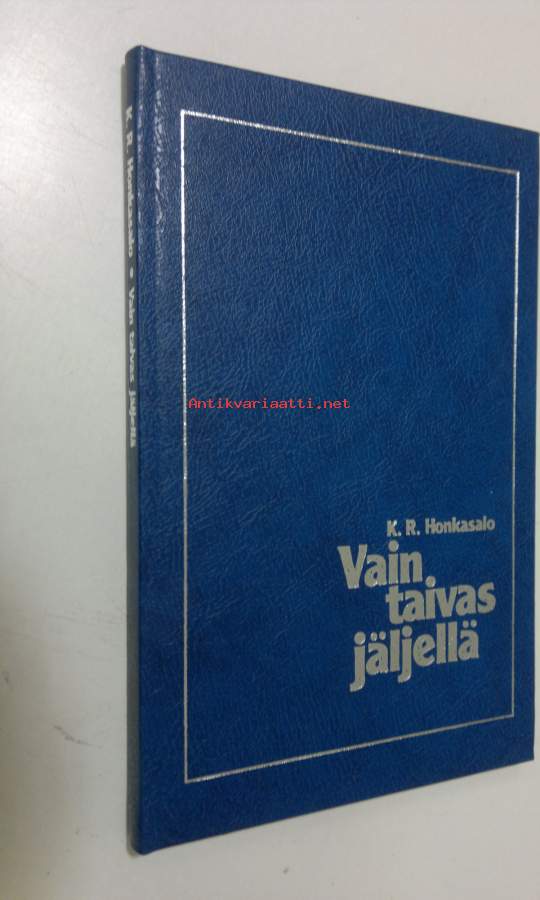 K. R. Honkasalo • Vain taivas jäljellä
Antikvariaatti.net
K. R. Honkasalo
Vain
taivas
jäljellä